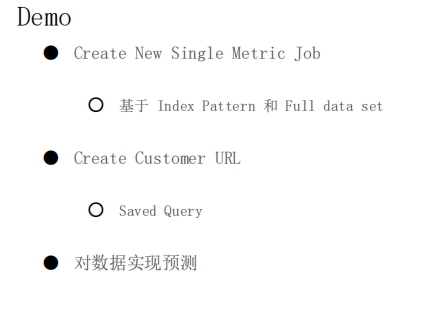 Demo
Create New Single Metric Job
基于 Index Pattern 和 Full data set
Create Customer URL
Saved Query
对数据实现预测